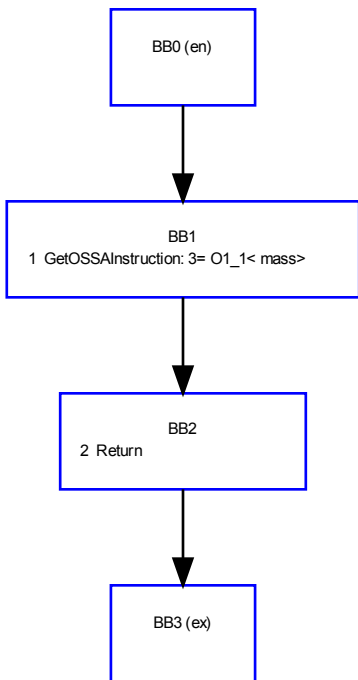 BB0 (en)
BB1
1 GetOSSAInstruction: 3= O1_1< mass>
BB2
2 Return
BB3 (ex)